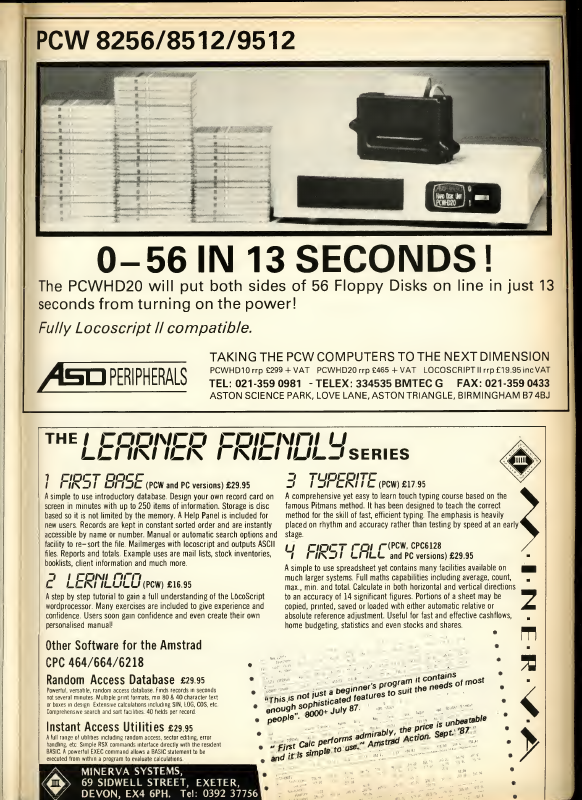 PCW 8256/8512/9512
0–56 IN 13 SECONDS!
The PCWHD20 will put both sides of 56 Floppy Disks on line in just 13
seconds from turning on the power!
Fully Locoscript II compatible.
ASD PERIPHERALS
TAKING THE PCW COMPUTERS TO THE NEXT DIMENSION
PCWHD10 rrp £299 + VAT PCWHD20 rrp £465 + VAT LOCOSCRIPT II rrp £19.95 inc VAT
TEL: 021-359 0981 - TELEX: 334535 BMTEC G FAX: 021-359 0433
ASTON SCIENCE PARK, LOVE LANE, ASTON TRIANGLE, BIRMINGHAM B7 4BJ
THE LEARNER FRIENDLY SERIES
1 FIRST BASE (PCW and PC versions) £29.95
A simple to use introductory database. Design your own record card on
screen in minutes with up to 250 items of information. Storage is disc
based so it is not limited by the memory. A Help Panel is included for
new users. Records are kept in constant sorted order and are instantly
accessible by name or number. Manual or automatic search options and
facility to re-sort the file. Mailmerges with locoscript and outputs ASCII
files. Reports and totals. Example uses are mail lists, stock inventories,
booklists, client information and much more.
2 LERNLOCO (PCW) £16.95
A step by step tutorial to gain a full understanding of the LocoScript
wordprocessor. Many exercises are included to give experience and
confidence. Users soon gain confidence and even create their own
personalised manual!
3 TYPERITE (PCW) £17.95
A comprehensive yet easy to learn touch typing course based on the
famous Pitmans method. It has been designed to teach the correct
method for the skill of fast, efficient typing. The emphasis is heavily
placed on rhythm and accuracy rather than testing by speed at an early
stage.
4 FIRST CALC (PCW, CPC6128
and PC versions) £29.95
A simple to use spreadsheet yet contains many facilities available on
much larger systems. Full maths capabilities including average, count,
max., min. and total. Calculate in both horizontal and vertical directions
to an accuracy of 14 significant figures. Portions of a sheet may be
copied, printed, saved or loaded with either automatic relative or
absolute reference adjustment. Useful for fast and effective cashflows,
home budgeting, statistics and even stocks and shares.
Other Software for the Amstrad
CPC 464/664/6218
Random Access Database £29.95
Powerful, versatile, random access database. Finds records in seconds
not several minutes. Multiple print formats, mix 80 & 40 character text
or boxes in design. Extensive calculations including SIN, LOG, COS, etc.
Comprehensive search and sort facilities. 40 fields per record.
Instant Access Utilities £29.95
A full range of utilities including random access, sector editing, error
handling, etc. Simple RSX commands interface directly with the resident
BASIC. A powerful EXEC command allows a BASIC statement to be
executed from within a program to evaluate calculations.
"This is not just a beginner's program it contains
enough sophisticated features to suit the needs of most
people". 8000+ July 87.
"First Calc performs admirably, the price is unbeatable
and it is simple to use." Amstrad Action. Sept. '87
MINERVA
MINERVA SYSTEMS,
69 SIDWELL STREET, EXETER,
DEVON, EX4 6PH. Tel: 0392 37756